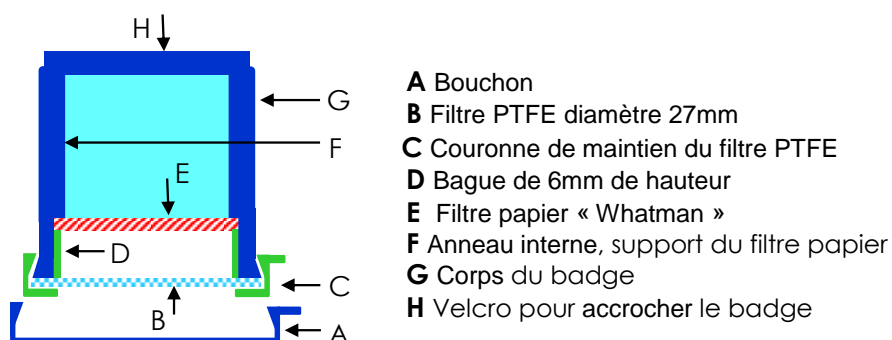 H
G
F
E
D
C
B
A
A Bouchon
B Filtre PTFE diamètre 27mm
C Couronne de maintien du filtre PTFE
D Bague de 6mm de hauteur
E Filtre papier « Whatman »
F Anneau interne, support du filtre papier
G Corps du badge
H Velcro pour accrocher le badge